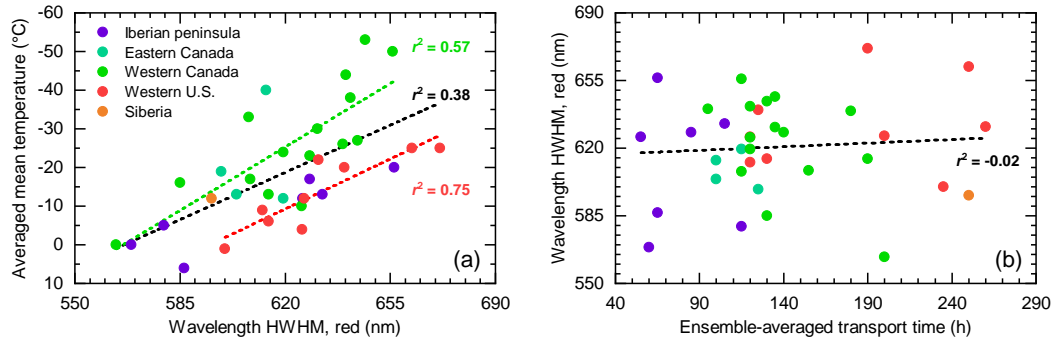 -60
-50
-40
-30
-20
-10
0
10
Averaged mean temperature (°C)
Iberian peninsula
Eastern Canada
Western Canada
Western U.S.
Siberia
r² = 0.57
r² = 0.38
r² = 0.75
(a)
550
585
620
655
690
Wavelength HWHM, red (nm)
690
655
620
585
550
Wavelength HWHM, red (nm)
r² = -0.02
(b)
40
90
140
190
240
290
Ensemble-averaged transport time (h)